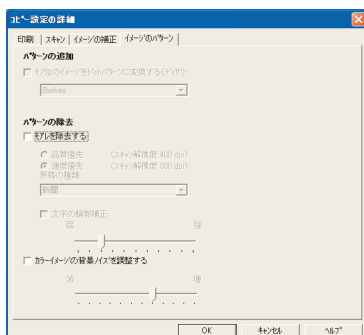 ｺﾋﾟｰ設定の詳細
印刷 ｽｷｬﾝ ｲﾒｰｼﾞの補正 ｲﾒｰｼﾞのﾊﾟﾀｰﾝ
ﾊﾟﾀｰﾝの追加
ﾓﾉｸﾛのｲﾒｰｼﾞをﾄﾞｯﾄﾊﾟﾀｰﾝに変換する(ﾃﾞｨｻﾞ)
Burkes
ﾊﾟﾀｰﾝの除去
ﾓｱﾚを除去する
品質優先 (ｽｷｬﾝ解像度 400 dpi)
速度優先 (ｽｷｬﾝ解像度 300 dpi)
原稿の種類
新聞
文字の輪郭補正
弱 強
ｶﾗｰｲﾒｰｼﾞの背景ﾉｲｽﾞを調整する
減 増
OK ｷｬﾝｾﾙ ﾍﾙﾌﾟ